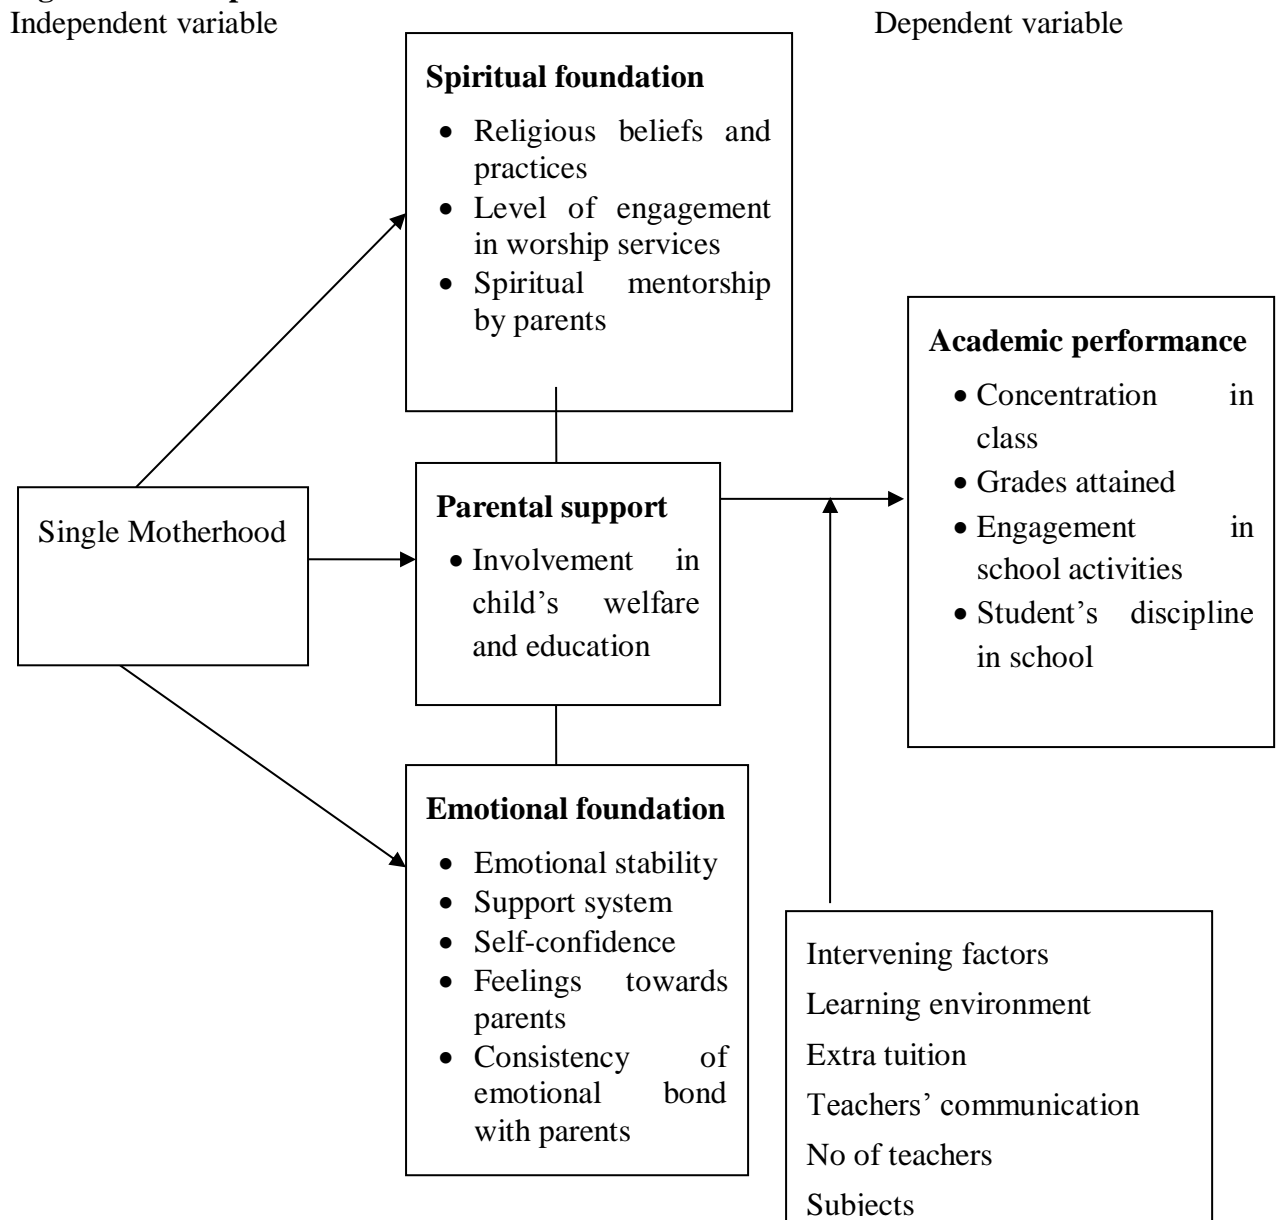 Independent variable
Dependent variable
Spiritual foundation
• Religious beliefs and
practices
• Level of engagement
in worship services
• Spiritual mentorship
by parents
Single Motherhood
Parental support
• Involvement in
child’s welfare
and education
Emotional foundation
• Emotional stability
• Support system
• Self-confidence
• Feelings towards
parents
• Consistency of
emotional bond
with parents
Academic performance
• Concentration in
class
• Grades attained
• Engagement in
school activities
• Student’s discipline
in school
Intervening factors
Learning environment
Extra tuition
Teachers’ communication
No of teachers
Subjects